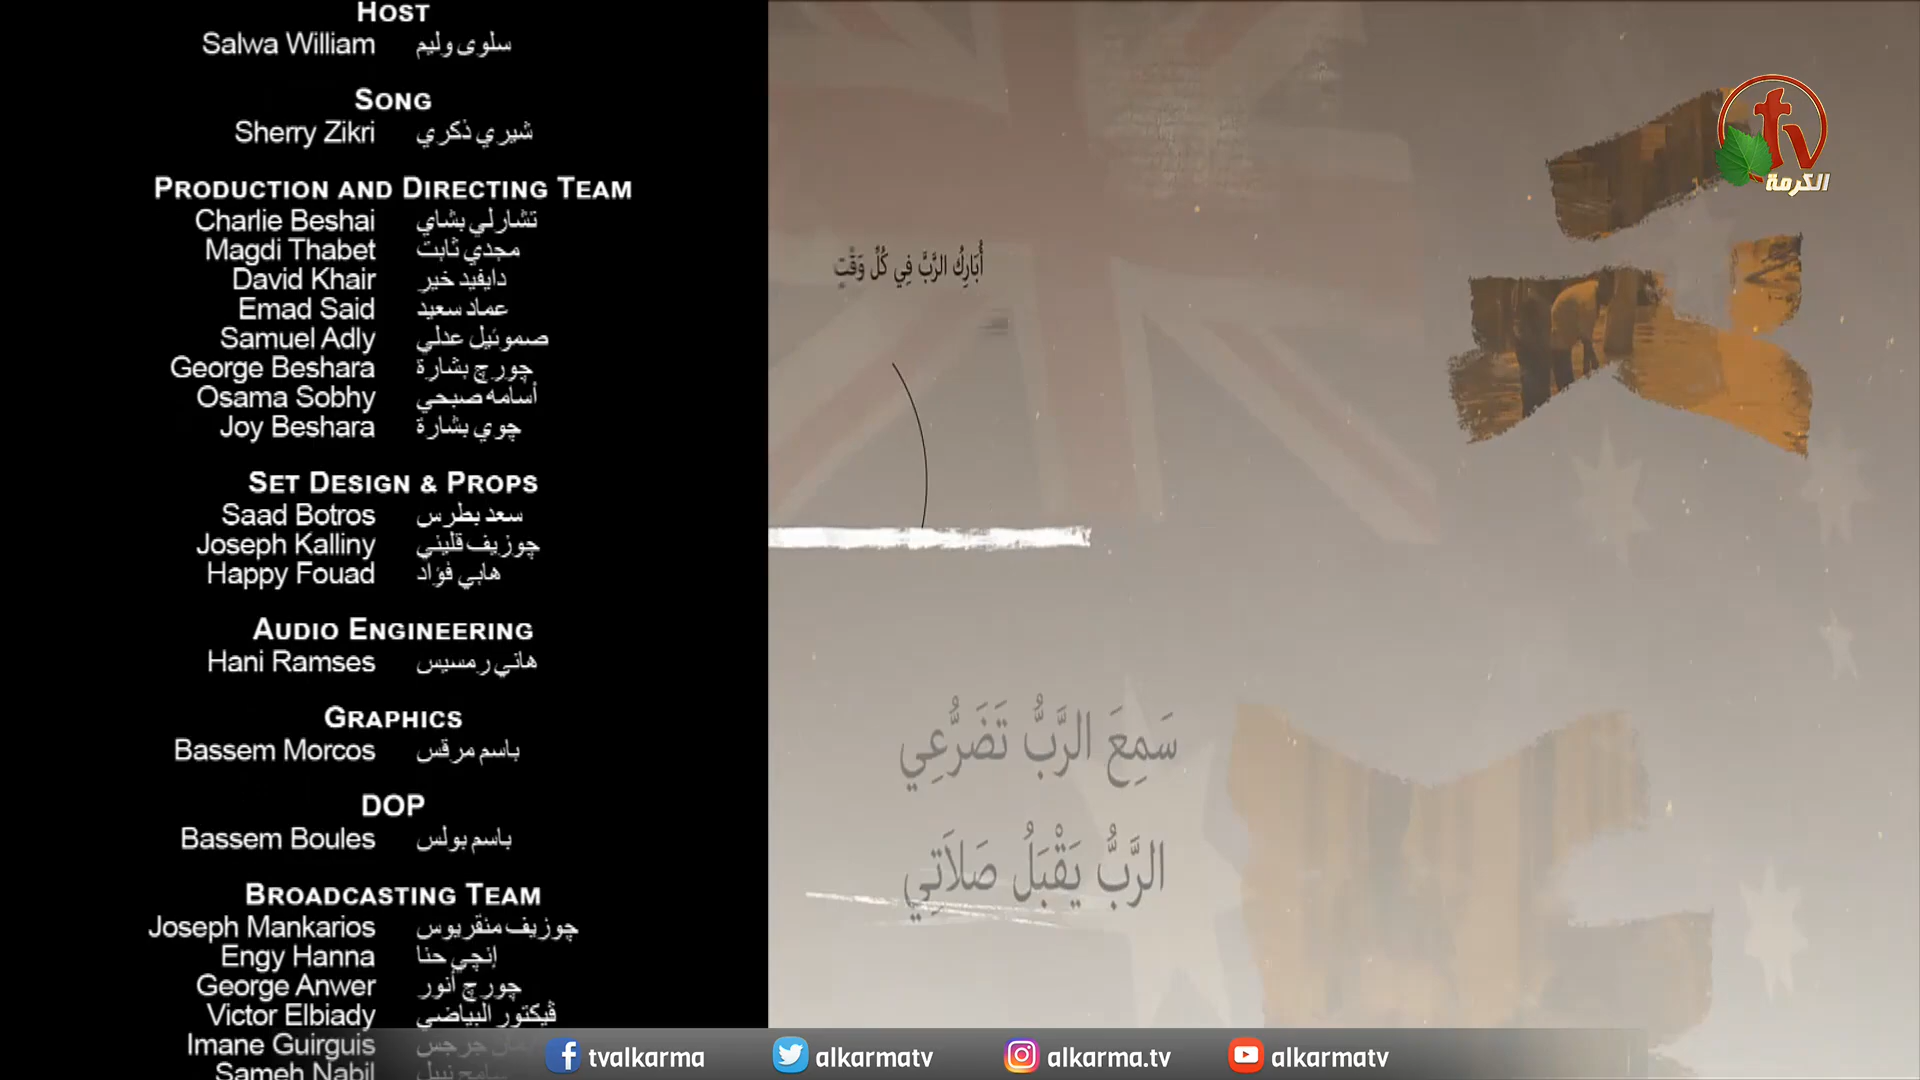 HOST
Salwa William سلوى وليم
SONG
Sherry Zikri شيري ذكري
PRODUCTION AND DIRECTING TEAM
Charlie Beshai تشارلي بشاي
Magdi Thabet مجدي ثابت
David Khair دايفيد خير
Emad Said عماد سعيد
Samuel Adly صموئيل عدلي
George Beshara چورچ بشارة
Osama Sobhy أسامه صبحي
Joy Beshara چوي بشارة
SET DESIGN & PROPS
Saad Botros سعد بطرس
Joseph Kalliny چوزيف قليني
Happy Fouad هابي فؤاد
AUDIO ENGINEERING
Hani Ramses هاني رمسيس
GRAPHICS
Bassem Morcos باسم مرقس
DOP
Bassem Boules باسم بولس
BROADCASTING TEAM
Joseph Mankarios چوزيف منقريوس
Engy Hanna إنچي حنا
George Anwer چورچ أنور
Victor Elbiady ڤيكتور البياضي
Imane Guirguis جرجس
Sameh Nabil سامح نبيل
أُبَارِكُ الرَّبَّ فِي كُلِّ وَقْتٍ
سَمِعَ الرَّبُّ تَضَرُّعِي
الرَّبُّ يَقْبَلُ صَلاَتِي
tv
الكرمة
tvalkarma
alkarmatv
alkarma.tv
alkarmatv